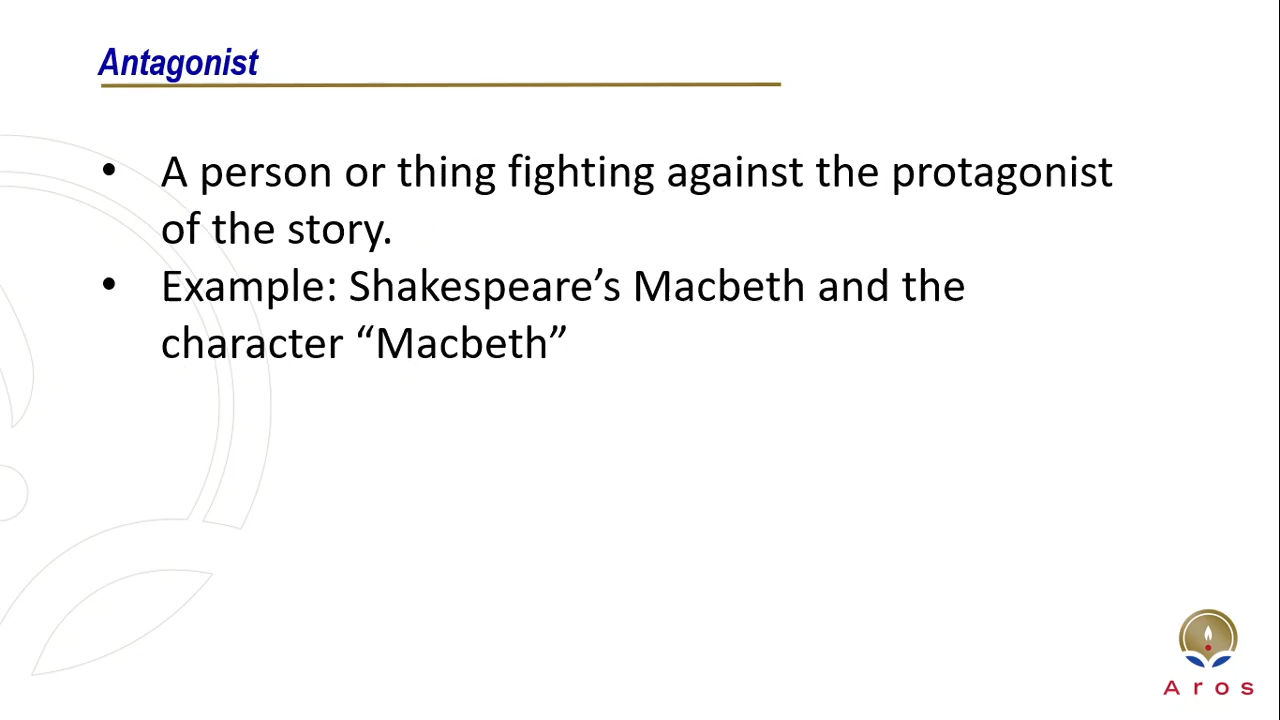 Antagonist
• A person or thing fighting against the protagonist
of the story.
• Example: Shakespeare’s Macbeth and the
character “Macbeth”
Aros